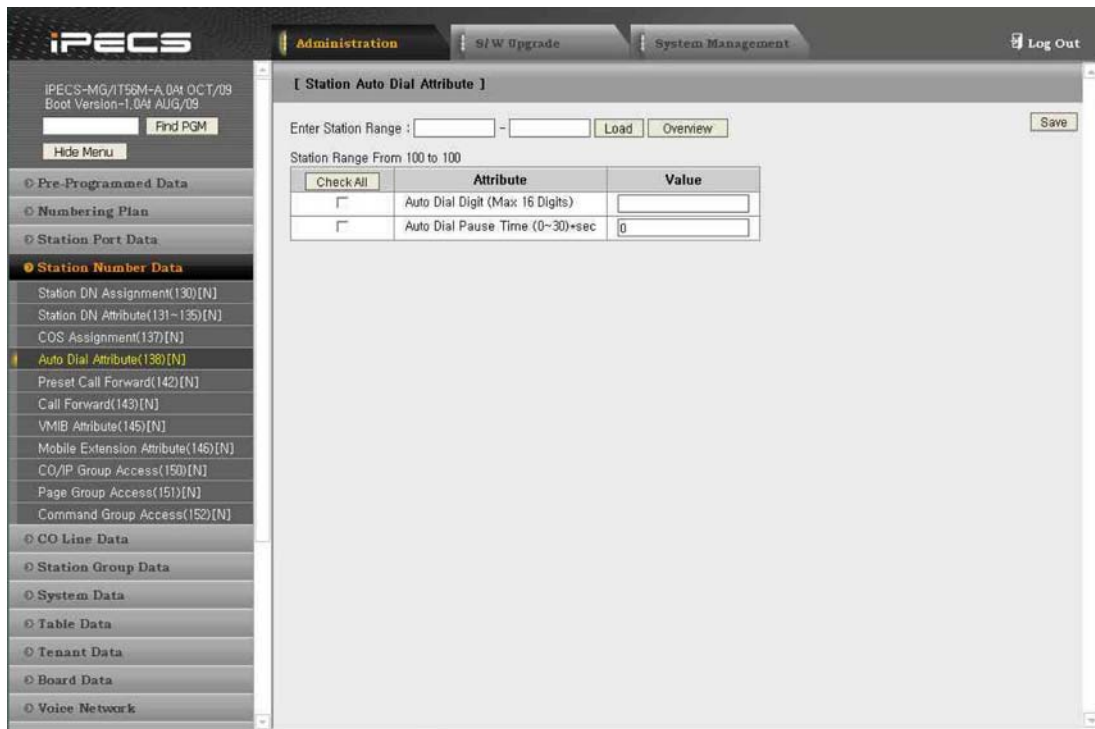 iPECS
Administration
S/W Upgrade
System Management
Log Out
IPECS-MG/IT56M-A,0At OCT/09
Boot Version-1,0At AUG/09
Find PGM
Hide Menu
Pre-Programmed Data
Numbering Plan
Station Port Data
Station Number Data
Station DN Assignment(130)[N]
Station DN Attribute(131~135)[N]
COS Assignment(137)[N]
Auto Dial Attribute(138)[N]
Preset Call Forward(142)[N]
Call Forward(143)[N]
VMIB Attribute(145)[N]
Mobile Extension Attribute(146)[N]
CO/IP Group Access(150)[N]
Page Group Access(151)[N]
Command Group Access(152)[N]
CO Line Data
Station Group Data
System Data
Table Data
Tenant Data
Board Data
Voice Network
[ Station Auto Dial Attribute ]
Enter Station Range : - Load Overview
Save
Station Range From 100 to 100
Check All Attribute Value
Auto Dial Digit (Max 16 Digits)
Auto Dial Pause Time (0~30)*sec 0